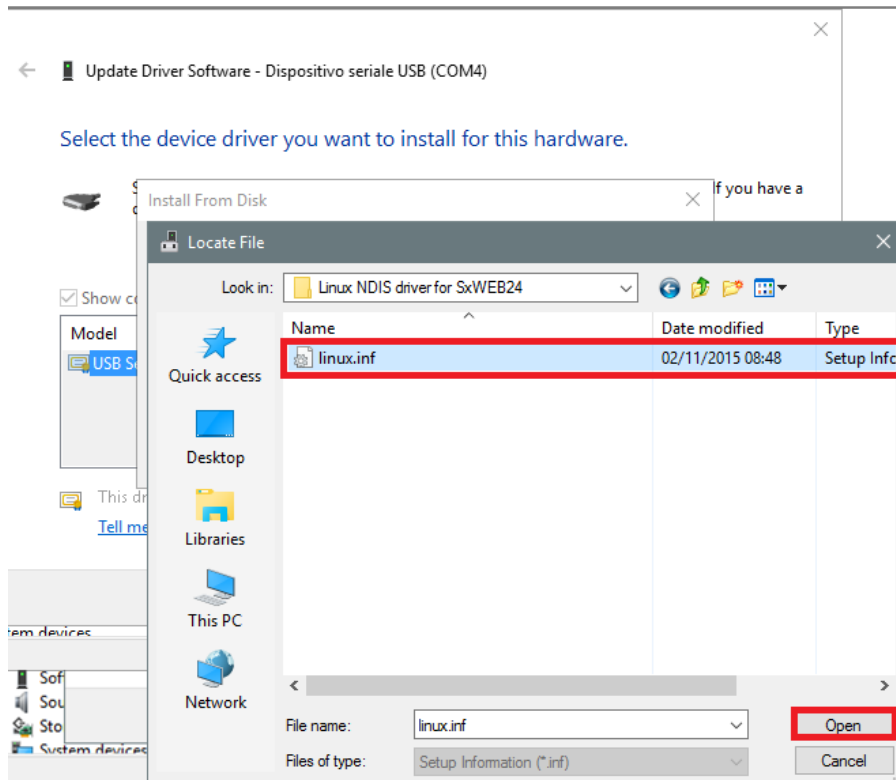 Update Driver Software - Dispositivo seriale USB (COM4)
Select the device driver you want to install for this hardware.
If you have a
Install From Disk
Locate File
Show
Look in: Linux NDIS driver for SxWEB24
Model
Name Date modified Type
USB
linux.inf 02/11/2015 08:48 Setup Info
Quick access
Desktop
This
Tell me
Libraries
This PC
tem devices
Sof
Sou
Sto
System devices
Network
File name: linux.inf Open
Files of type: Setup Information (*.inf) Cancel